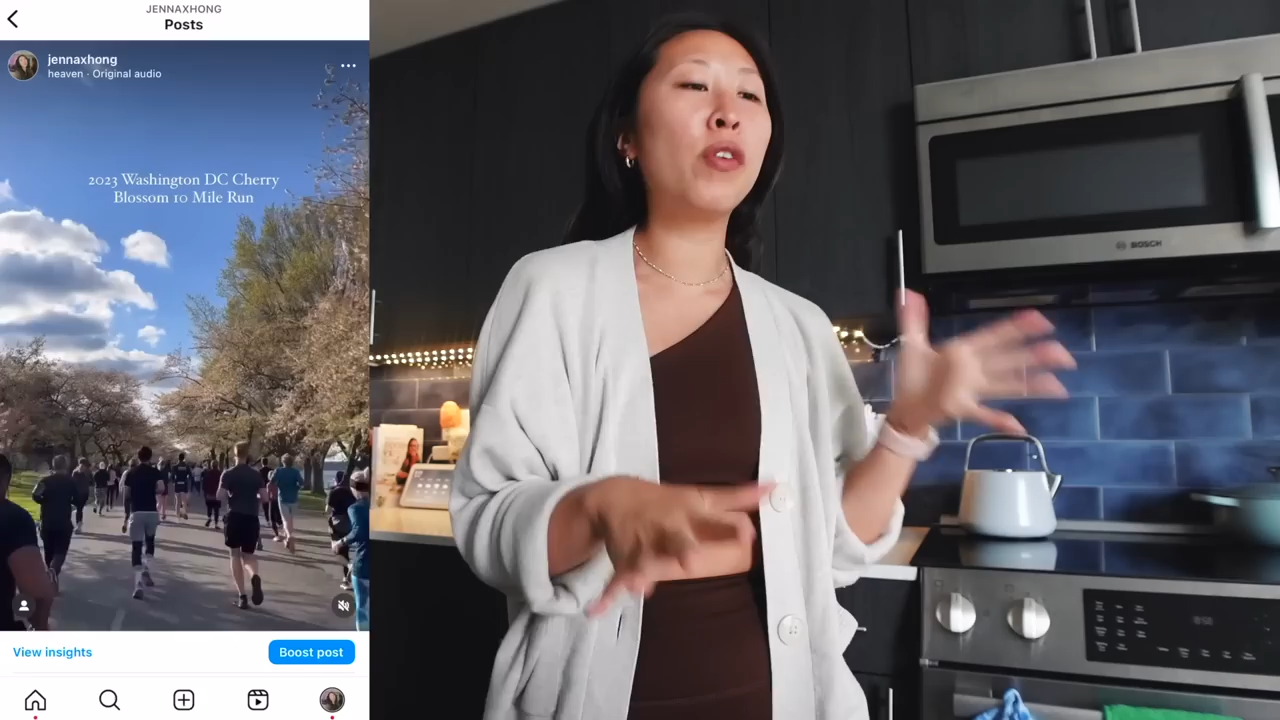 JENNAXHONG
Posts
jennaxhong
heaven · Original audio
2023 Washington DC Cherry
Blossom 10 Mile Run
View insights
Boost post
BOSCH